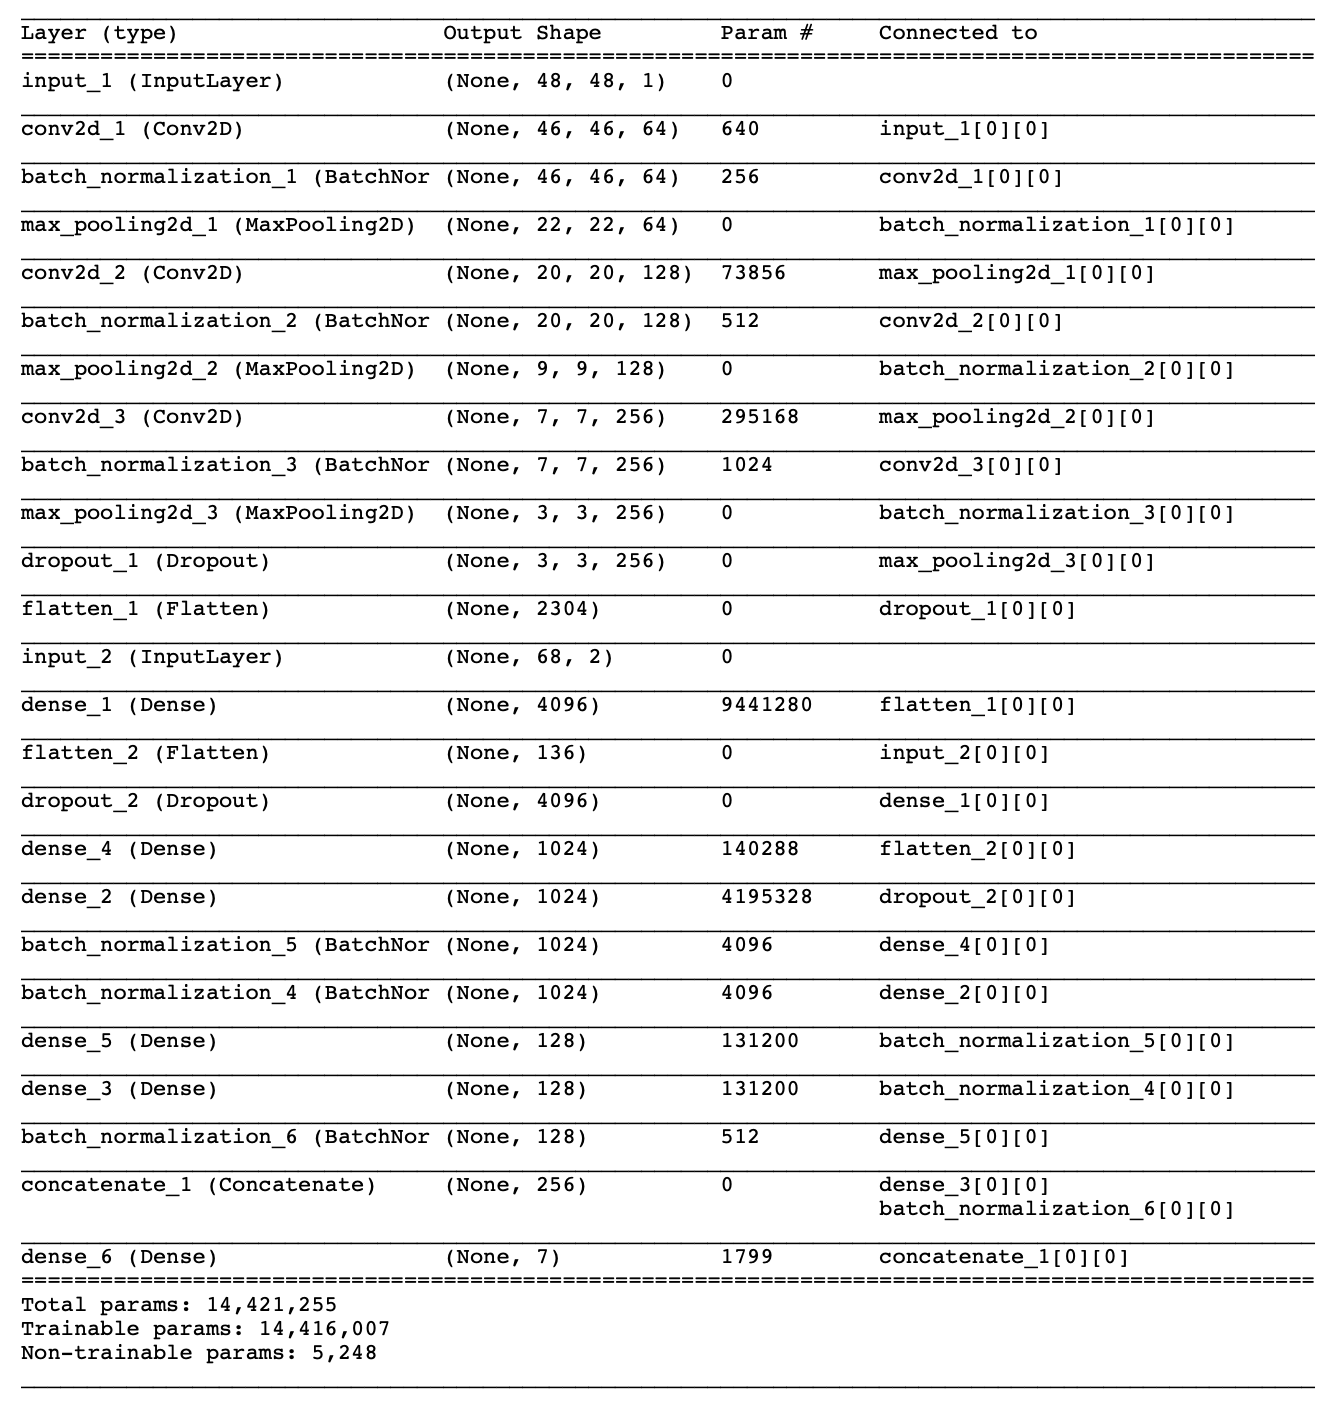 Layer (type) Output Shape Param # Connected to
input_1 (InputLayer) (None, 48, 48, 1) 0
conv2d_1 (Conv2D) (None, 46, 46, 64) 640 input_1[0][0]
batch_normalization_1 (BatchNor (None, 46, 46, 64) 256 conv2d_1[0][0]
max_pooling2d_1 (MaxPooling2D) (None, 22, 22, 64) 0 batch_normalization_1[0][0]
conv2d_2 (Conv2D) (None, 20, 20, 128) 73856 max_pooling2d_1[0][0]
batch_normalization_2 (BatchNor (None, 20, 20, 128) 512 conv2d_2[0][0]
max_pooling2d_2 (MaxPooling2D) (None, 9, 9, 128) 0 batch_normalization_2[0][0]
conv2d_3 (Conv2D) (None, 7, 7, 256) 295168 max_pooling2d_2[0][0]
batch_normalization_3 (BatchNor (None, 7, 7, 256) 1024 conv2d_3[0][0]
max_pooling2d_3 (MaxPooling2D) (None, 3, 3, 256) 0 batch_normalization_3[0][0]
dropout_1 (Dropout) (None, 3, 3, 256) 0 max_pooling2d_3[0][0]
flatten_1 (Flatten) (None, 2304) 0 dropout_1[0][0]
input_2 (InputLayer) (None, 68, 2) 0
dense_1 (Dense) (None, 4096) 9441280 flatten_1[0][0]
flatten_2 (Flatten) (None, 136) 0 input_2[0][0]
dropout_2 (Dropout) (None, 4096) 0 dense_1[0][0]
dense_4 (Dense) (None, 1024) 140288 flatten_2[0][0]
dense_2 (Dense) (None, 1024) 4195328 dropout_2[0][0]
batch_normalization_5 (BatchNor (None, 1024) 4096 dense_4[0][0]
batch_normalization_4 (BatchNor (None, 1024) 4096 dense_2[0][0]
dense_5 (Dense) (None, 128) 131200 batch_normalization_5[0][0]
dense_3 (Dense) (None, 128) 131200 batch_normalization_4[0][0]
batch_normalization_6 (BatchNor (None, 128) 512 dense_5[0][0]
concatenate_1 (Concatenate) (None, 256) 0 dense_3[0][0]
batch_normalization_6[0][0]
dense_6 (Dense) (None, 7) 1799 concatenate_1[0][0]
Total params: 14,421,255
Trainable params: 14,416,007
Non-trainable params: 5,248